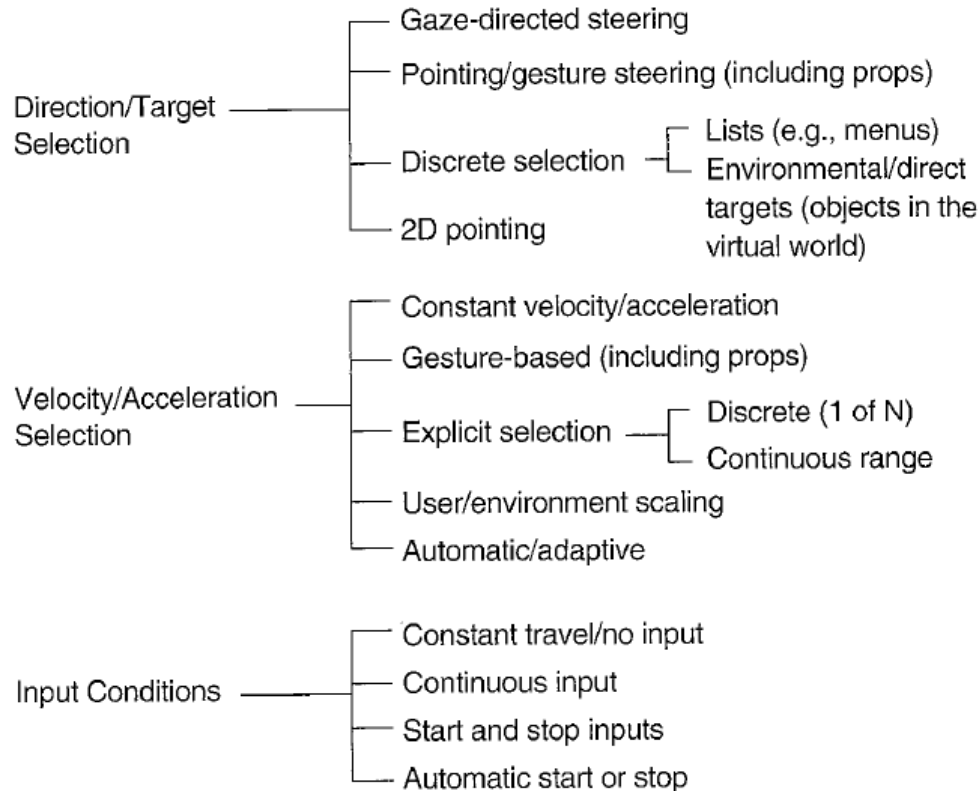 Gaze-directed steering
Pointing/gesture steering (including props)
Direction/Target
Selection
Discrete selection
Lists (e.g., menus)
Environmental/direct
targets (objects in the
virtual world)
2D pointing
Constant velocity/acceleration
Gesture-based (including props)
Velocity/Acceleration
Selection
Explicit selection
Discrete (1 of N)
Continuous range
User/environment scaling
Automatic/adaptive
Constant travel/no input
Input Conditions
Continuous input
Start and stop inputs
Automatic start or stop